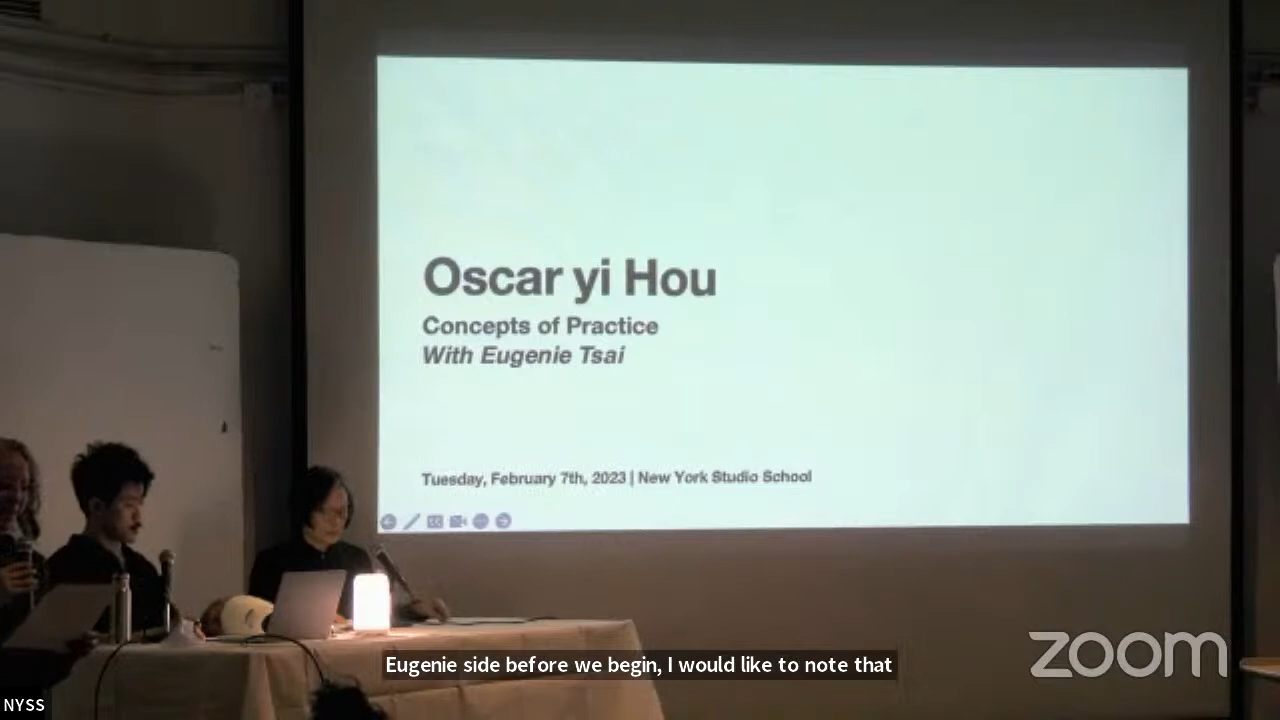 Oscar yi Hou
Concepts of Practice
With Eugenie Tsai
Tuesday, February 7th, 2023 | New York Studio School
Eugenie side before we begin, I would like to note that
zoom
NYSS